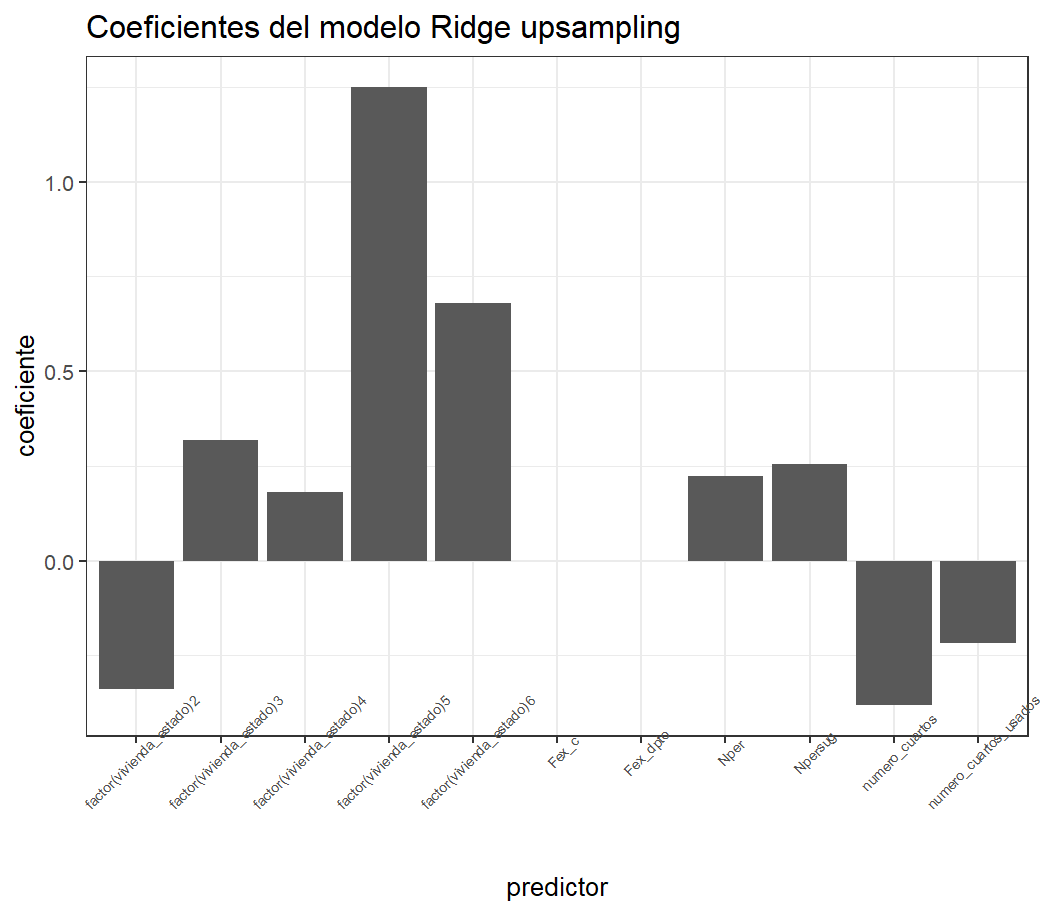 Coeficientes del modelo Ridge upsampling
coeficiente
1.0
0.5
0.0
factor(vivienda_estado)2
factor(vivienda_estado)3
factor(vivienda_estado)4
factor(vivienda_estado)5
factor(vivienda_estado)6
Fex_c
Fex_dpto
Nper
Npersug
numero_cuartos
numero_cuartos_usados
predictor